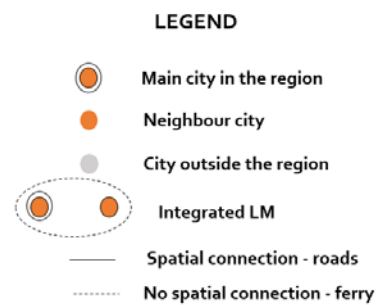 LEGEND
Main city in the region
Neighbour city
City outside the region
Integrated LM
Spatial connection - roads
No spatial connection - ferry